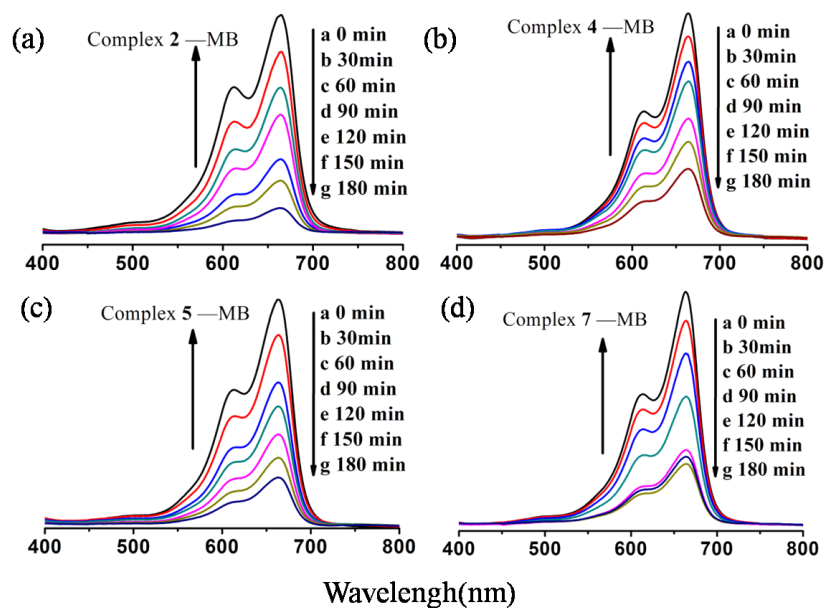 (a)
Complex 2 —MB
a 0 min
b 30min
c 60 min
d 90 min
e 120 min
f 150 min
g 180 min
400 500 600 700 800
(b)
Complex 4 —MB
a 0 min
b 30min
c 60 min
d 90 min
e 120 min
f 150 min
g 180 min
400 500 600 700 800
(c)
Complex 5 —MB
a 0 min
b 30min
c 60 min
d 90 min
e 120 min
f 150 min
g 180 min
400 500 600 700 800
(d)
Complex 7 —MB
a 0 min
b 30min
c 60 min
d 90 min
e 120 min
f 150 min
g 180 min
400 500 600 700 800
Wavelengh(nm)